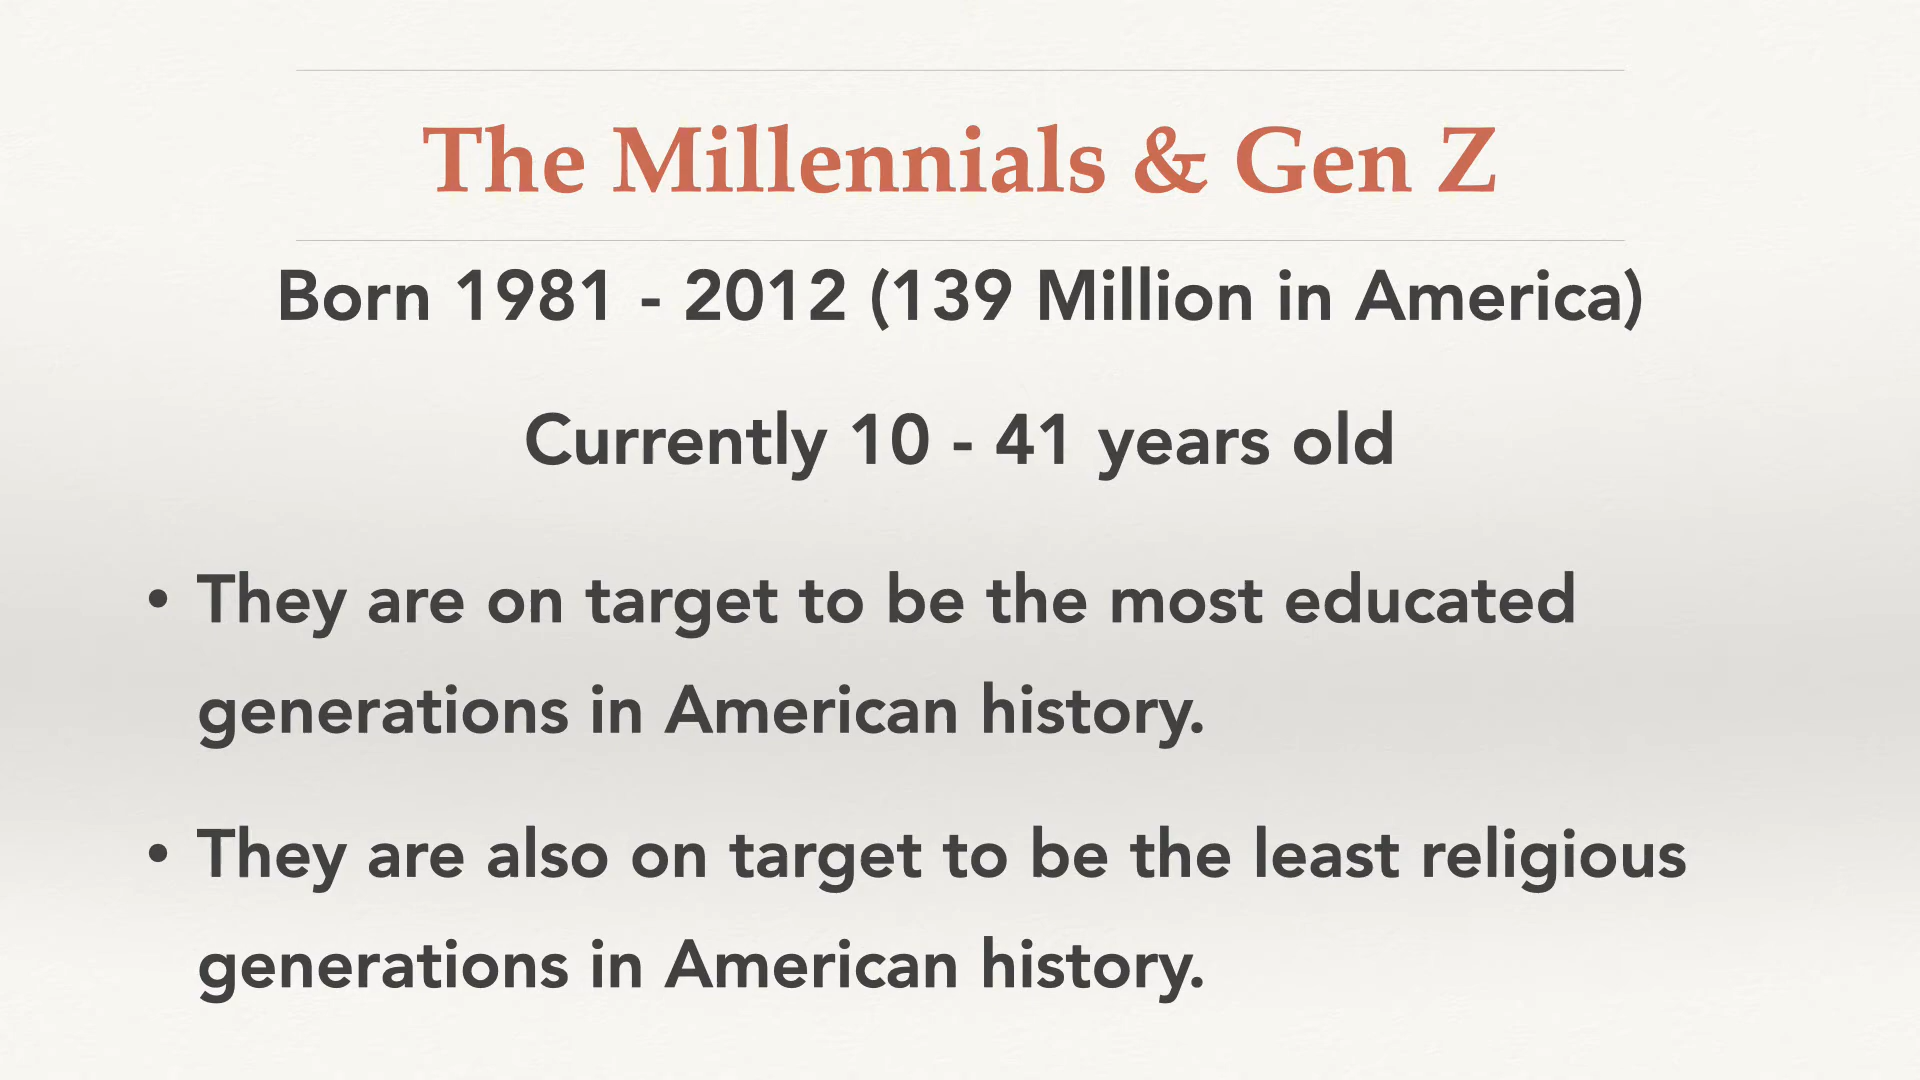 The Millennials & Gen Z
Born 1981 - 2012 (139 Million in America)
Currently 10 - 41 years old
• They are on target to be the most educated
generations in American history.
• They are also on target to be the least religious
generations in American history.